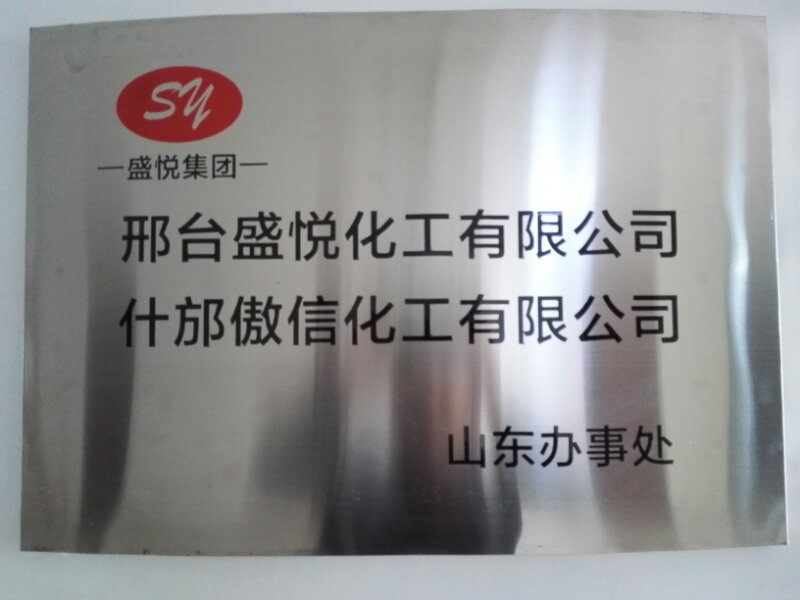 SY
—盛悦集团—
邢台盛悦化工有限公司
什邡傲信化工有限公司
山东办事处